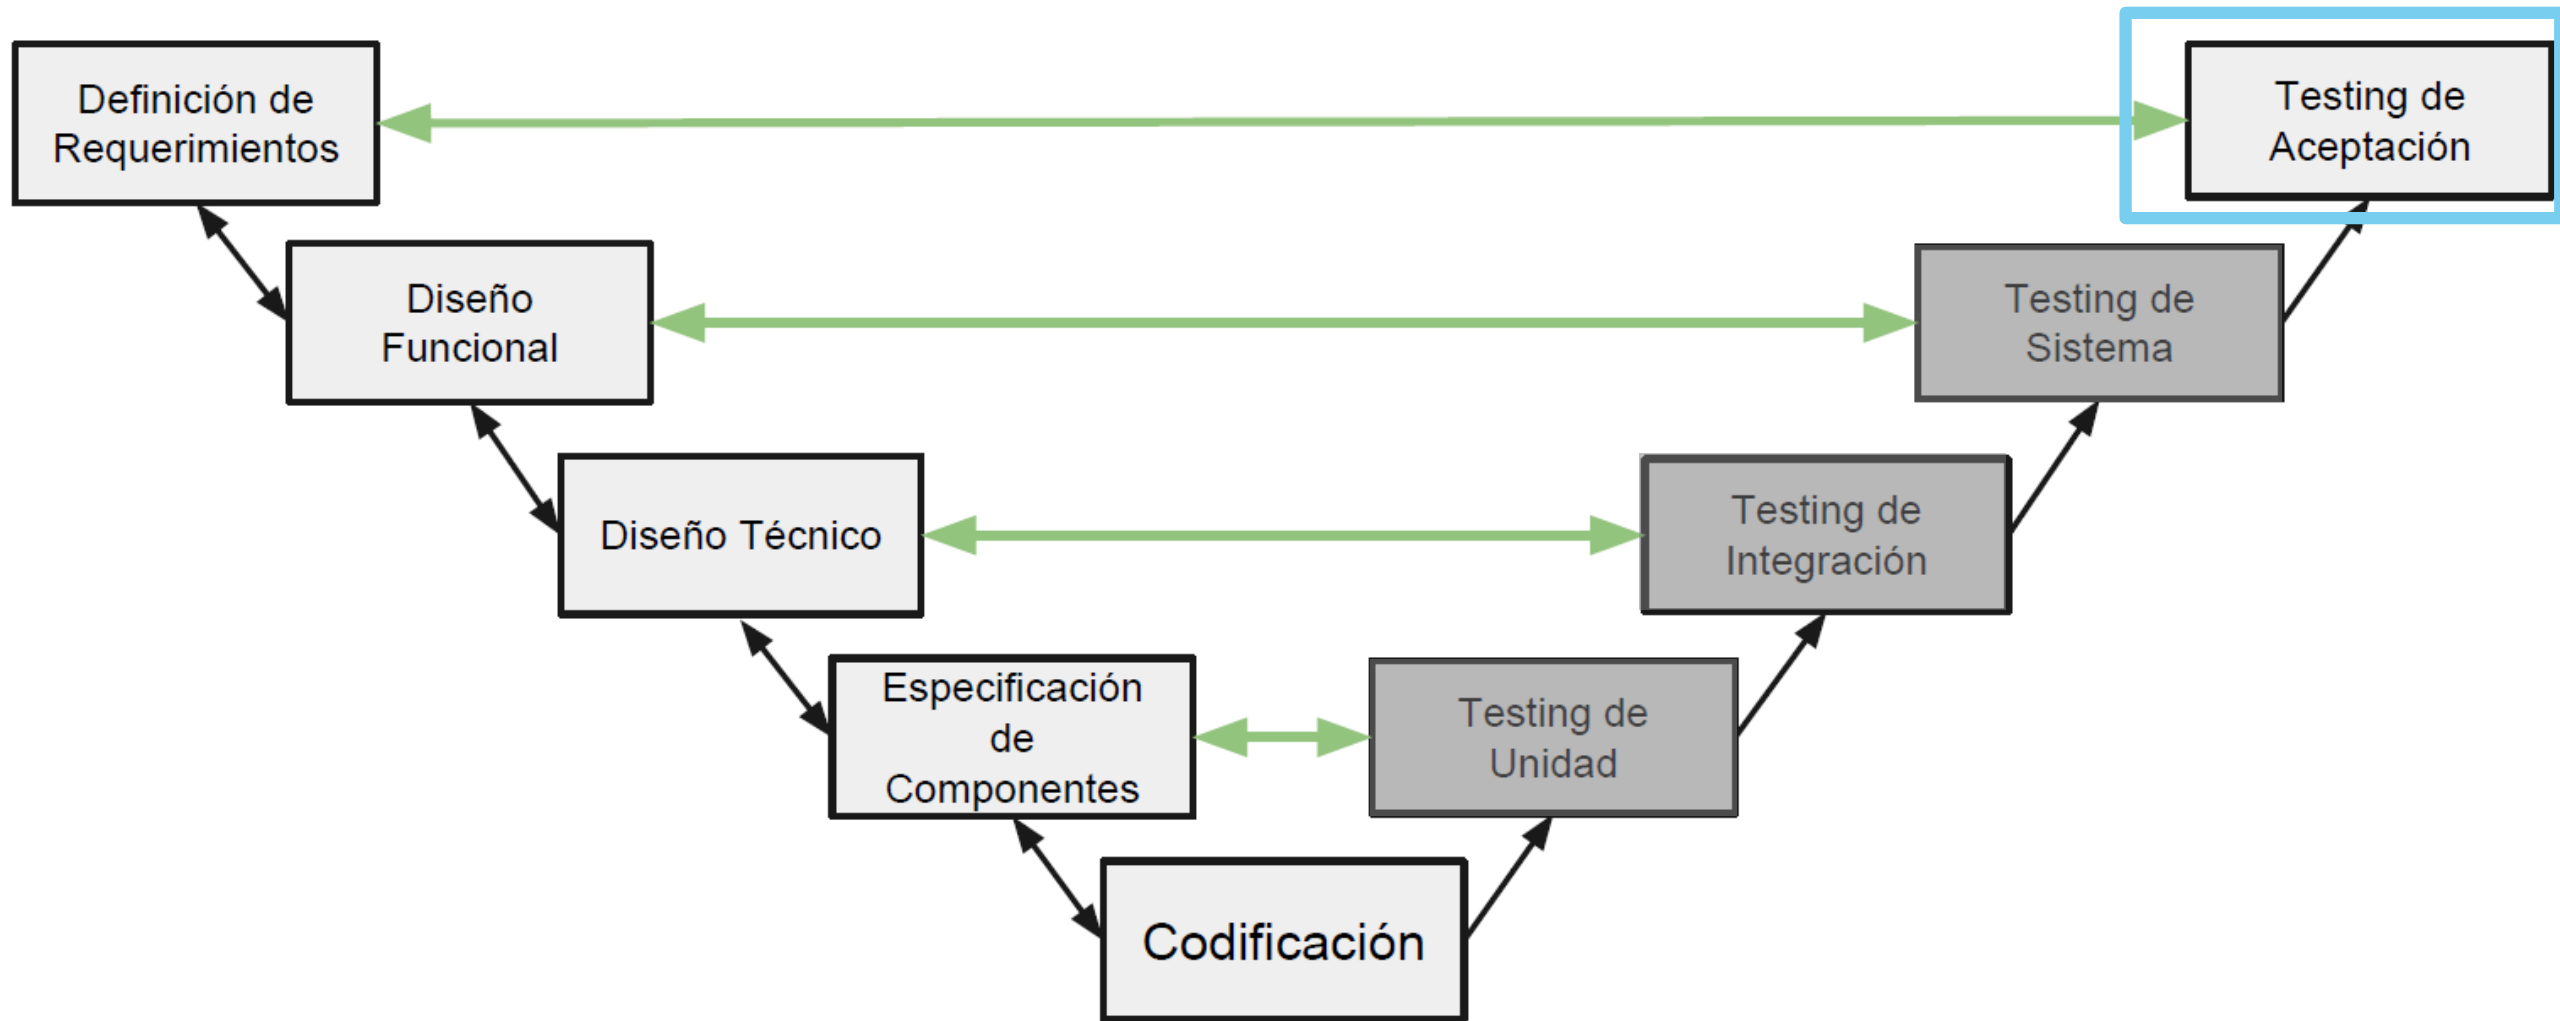 Definición de
Requerimientos
Testing de
Aceptación
Diseño
Funcional
Testing de
Sistema
Diseño Técnico
Testing de
Integración
Especificación
de
Componentes
Testing de
Unidad
Codificación